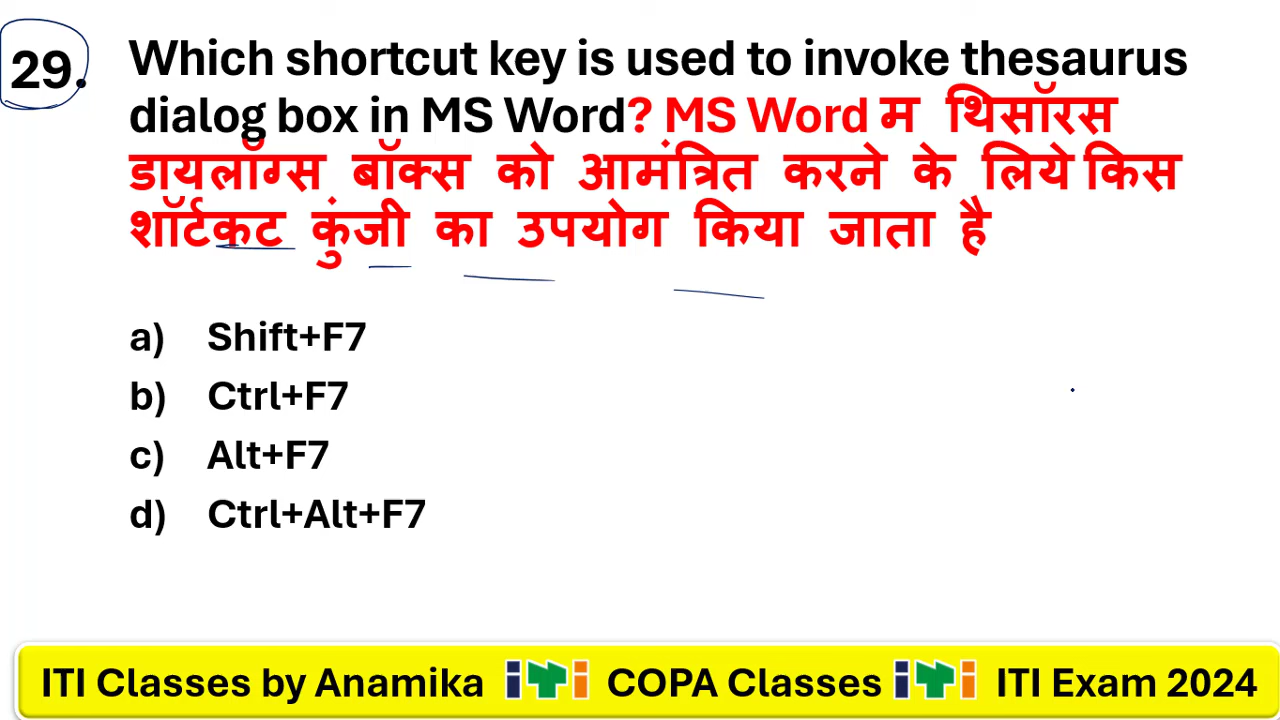 29. Which shortcut key is used to invoke thesaurus
dialog box in MS Word? MS Word म थिसॉरस
डायलॉग्स बॉक्स को आमंत्रित करने के लिये किस
शॉर्टकट कुंजी का उपयोग किया जाता है
a) Shift+F7
b) Ctrl+F7
c) Alt+F7
d) Ctrl+Alt+F7
ITI Classes by Anamika iTi COPA Classes iTi ITI Exam 2024